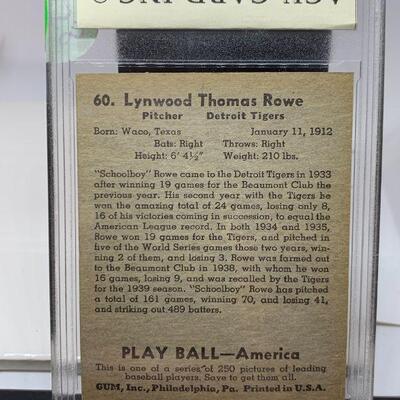 60. Lynwood Thomas Rowe
Pitcher Detroit Tigers
Born: Waco, Texas January 11, 1912
Bats: Right Throws: Right
Height: 6' 4½" Weight: 210 lbs.
"Schoolboy" Rowe came to the Detroit Tigers in 1933
after winning 19 games for the Beaumont Club the
previous year. His second year with the Tigers he
won the amazing total of 24 games, losing only 8,
16 of his victories coming in succession, to equal the
American League record. In both 1934 and 1935,
Rowe won 19 games for the Tigers, and pitched in
five of the World Series games those two years, win-
ning 2 of them, and losing 3. Rowe was farmed out
to the Beaumont Club in 1938, with whom he won
16 games, losing 9, and was recalled by the Tigers for
the 1939 season. "Schoolboy" Rowe has pitched
a total of 161 games, winning 70, and losing 41,
and striking out 489 batters.
PLAY BALL—America
This is one of a series of 250 pictures of leading
baseball players. Save to get them all.
GUM, Inc., Philadelphia, Pa. Printed in U.S.A.